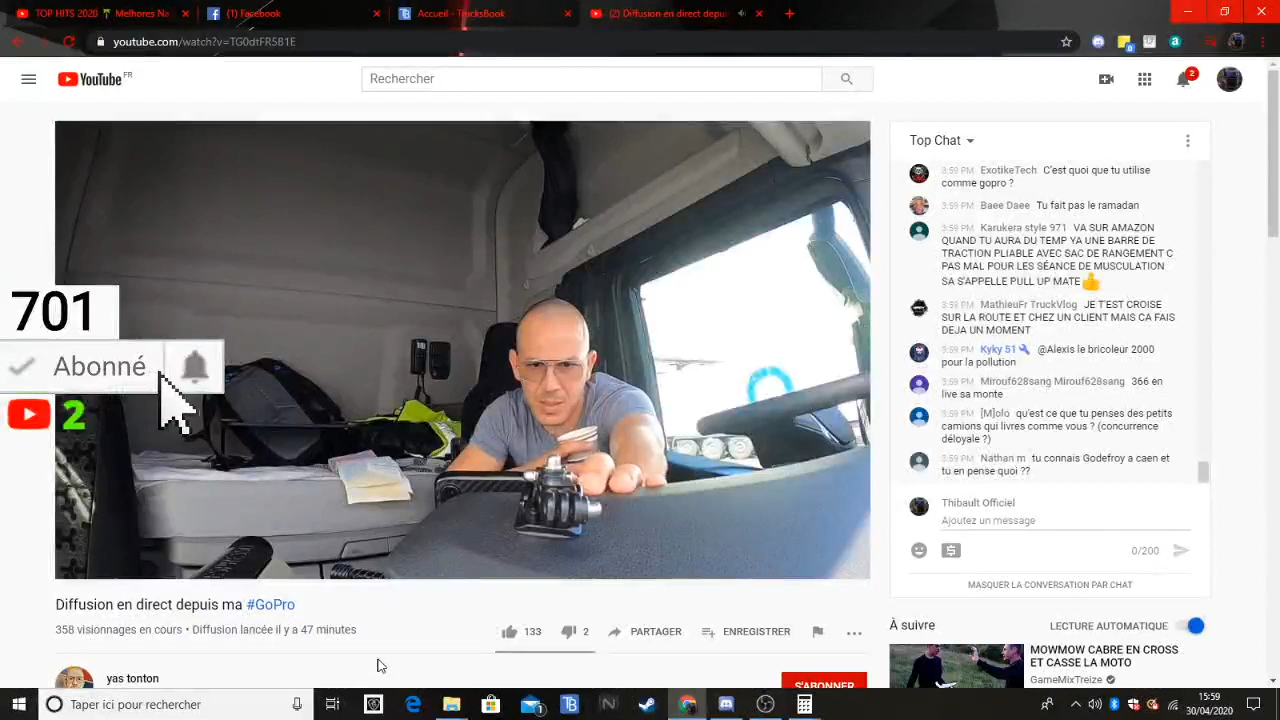 TOP HITS 2020 🌴 Melhores Na
(1) Facebook
Accueil - TrucksBook
(2) Diffusion en direct depuis
youtube.com/watch?v=TG0dtFR5B1E
YouTube FR
Rechercher
2
Top Chat
3:59 PM ExotikeTech C'est quoi que tu utilise
comme gopro ?
3:59 PM Baee Daee Tu fait pas le ramadan
3:59 PM Karukera style 971 VA SUR AMAZON
QUAND TU AURA DU TEMP YA UNE BARRE DE
TRACTION PLIABLE AVEC SAC DE RANGEMENT C
PAS MAL POUR LES SÉANCE DE MUSCULATION
SA S'APPELLE PULL UP MATE👍
3:59 PM MathieuFr TruckVlog JE T'EST CROISE
SUR LA ROUTE ET CHEZ UN CLIENT MAIS CA FAIS
DEJA UN MOMENT
3:59 PM Kyky 51 @Alexis le bricoleur 2000
pour la pollution
3:59 PM Mirouf628sang Mirouf628sang 366 en
live sa monte
3:59 PM [M]olo qu'est ce que tu penses des petits
camions qui livres comme vous ? (concurrence
déloyale ?)
3:59 PM Nathan m tu connais Godefroy a caen et
tu en pense quoi ??
Thibault Officiel
Ajoutez un message
0/200
MASQUER LA CONVERSATION PAR CHAT
701
Abonné
2
Diffusion en direct depuis ma #GoPro
358 visionnages en cours • Diffusion lancée il y a 47 minutes
133 2 PARTAGER ENREGISTRER
yas tonton
S'ABONNER
À suivre LECTURE AUTOMATIQUE
MOWMOW CABRE EN CROSS
ET CASSE LA MOTO
GameMixTreize
Taper ici pour rechercher
1
15:59
30/04/2020